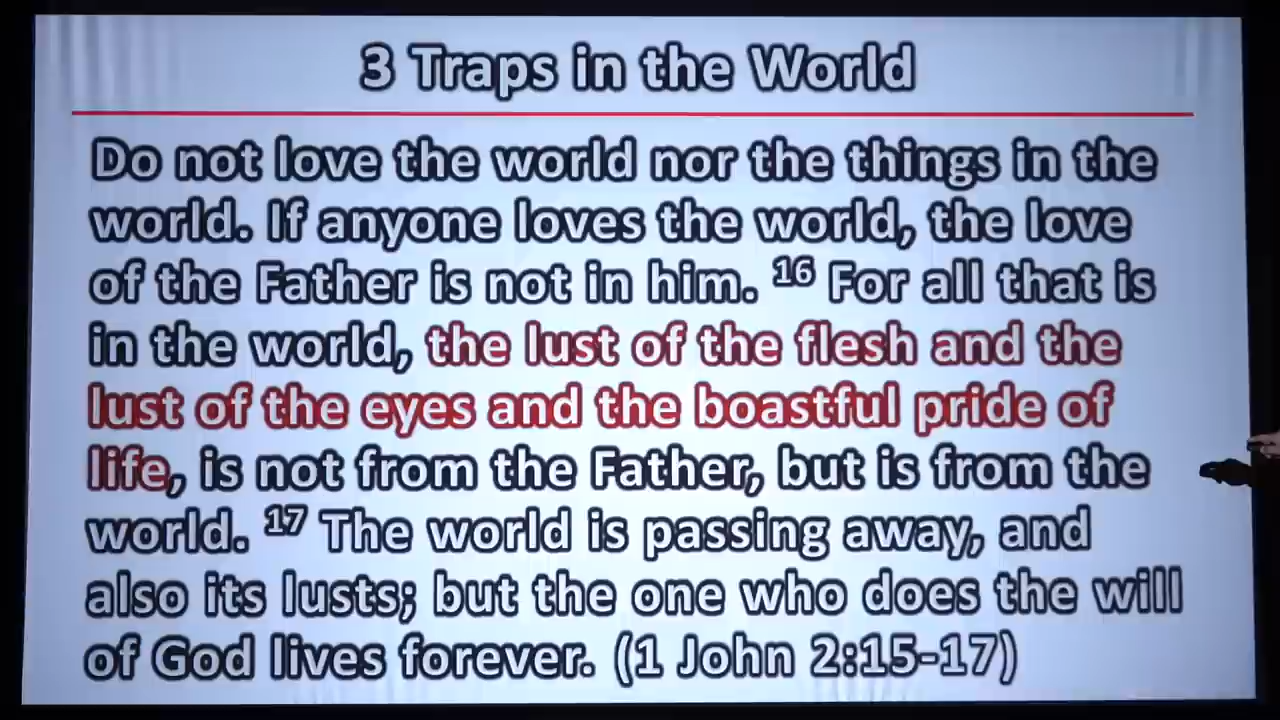 3 Traps in the World
Do not love the world nor the things in the
world. If anyone loves the world, the love
of the Father is not in him. 16 For all that is
in the world, the lust of the flesh and the
lust of the eyes and the boastful pride of
life, is not from the Father, but is from the
world. 17 The world is passing away, and
also its lusts; but the one who does the will
of God lives forever. (1 John 2:15-17)